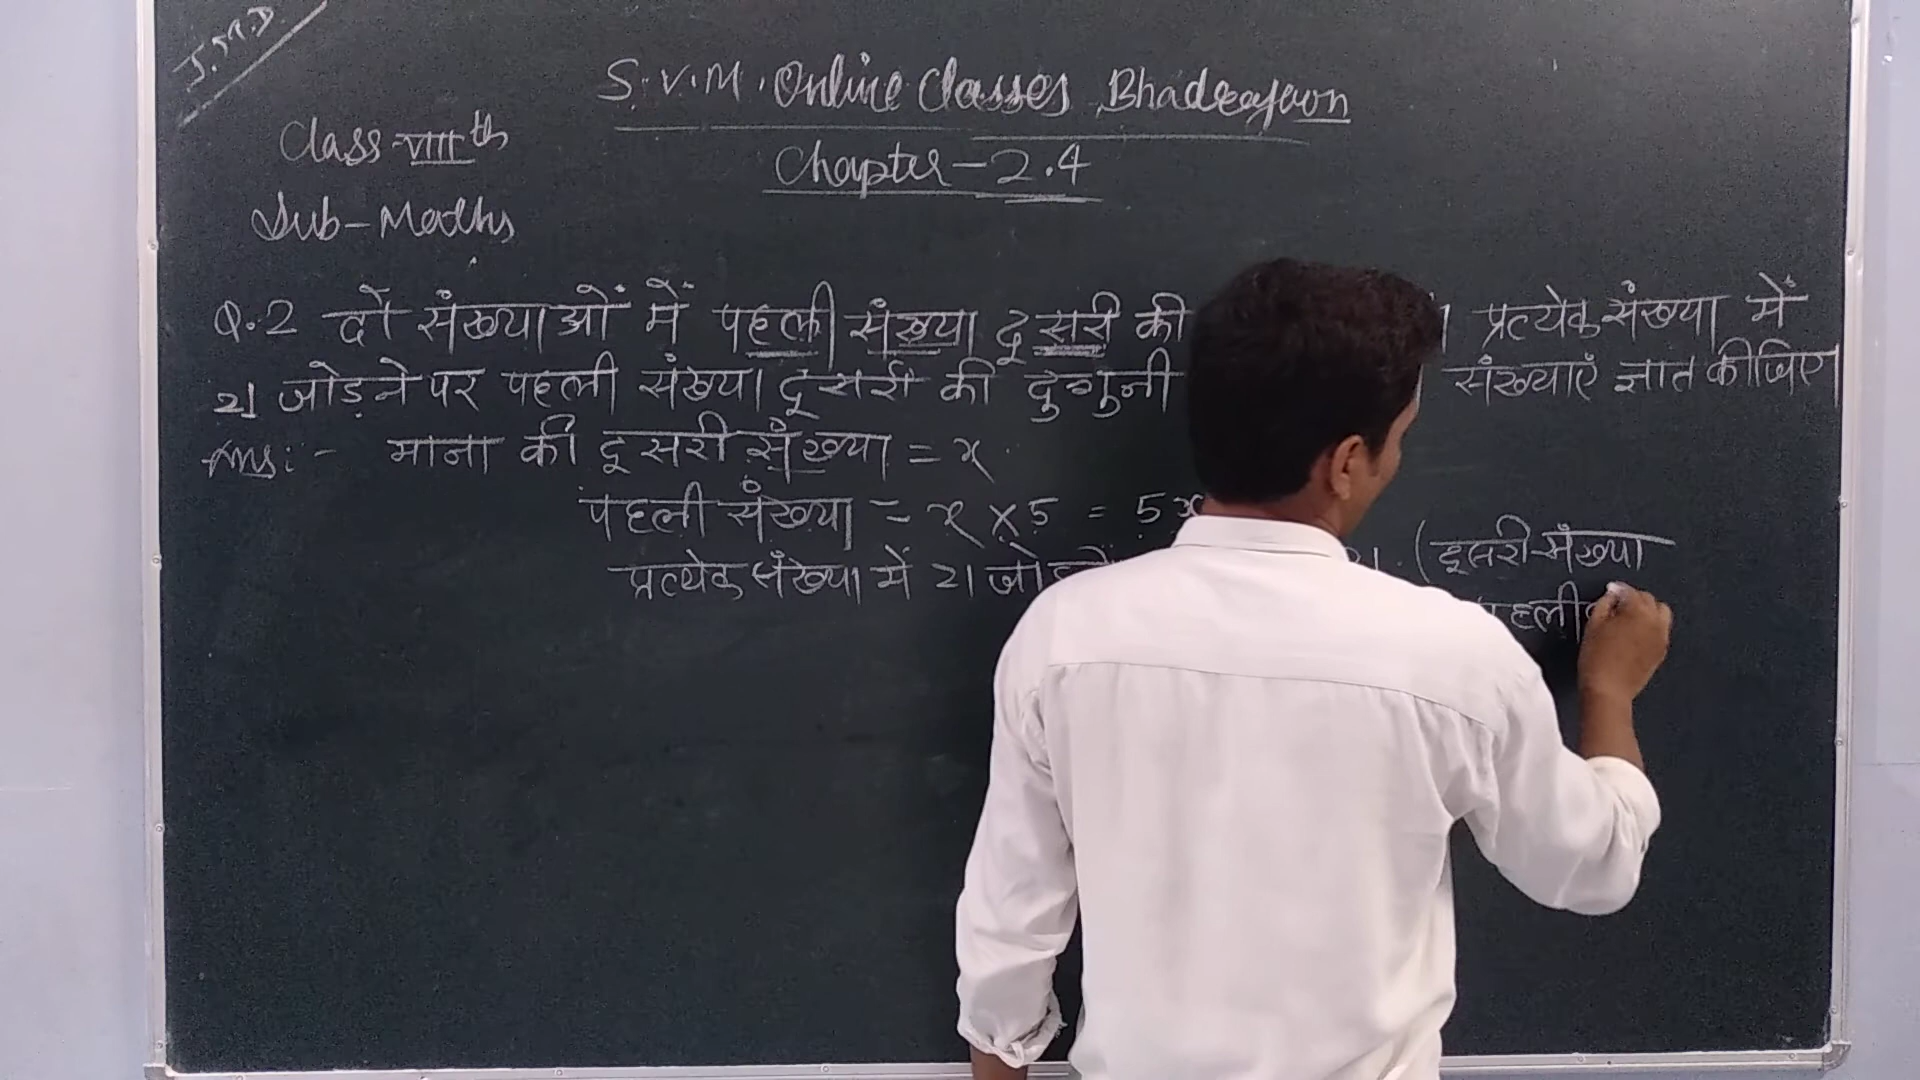 S.V.M. Online Classes Bhadragaon
Class-VIIIth
Chapter-2.4
Sub-Maths
Q.2 दो संख्याओं में पहली संख्या दूसरी की प्रत्येक संख्या में
21 जोड़ने पर पहली संख्या दूसरी की दुगुनी संख्याएँ ज्ञात कीजिए
Ans:- माना की दूसरी संख्या = x
पहली संख्या = x × 5 = 5x
प्रत्येक संख्या में 21 (दूसरी संख्या
पहली